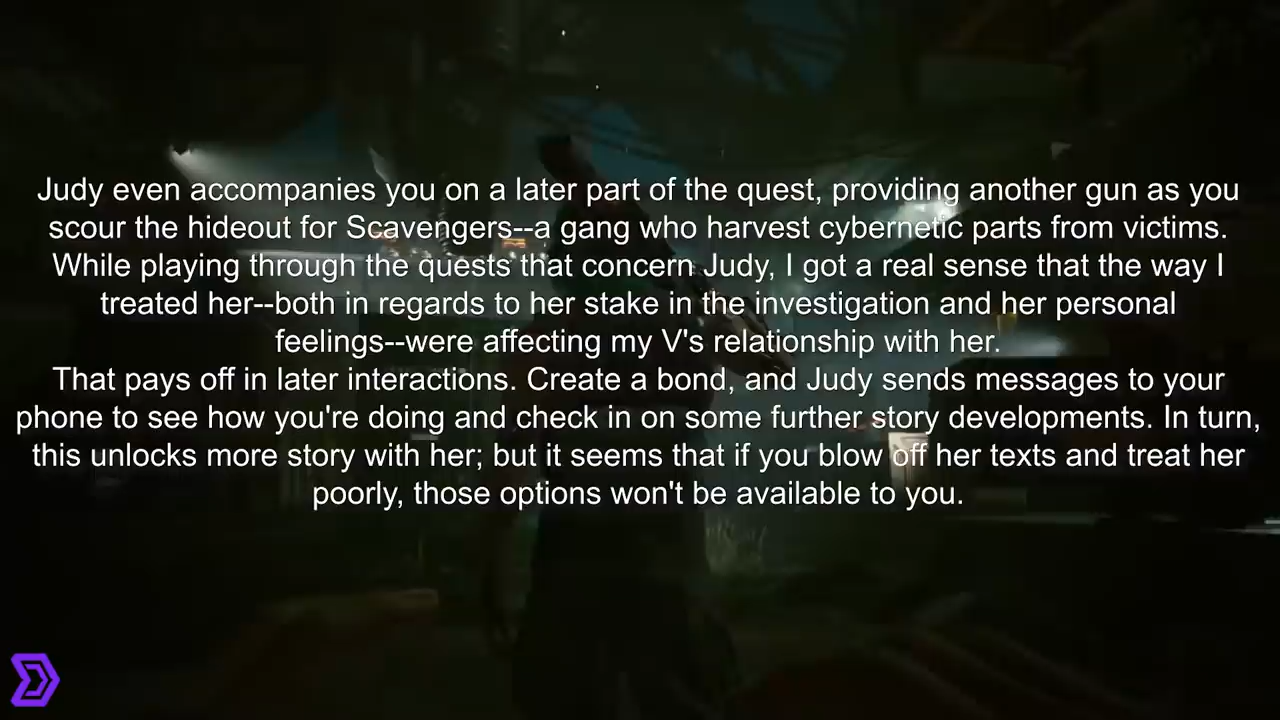 Judy even accompanies you on a later part of the quest, providing another gun as you
scour the hideout for Scavengers--a gang who harvest cybernetic parts from victims.
While playing through the quests that concern Judy, I got a real sense that the way I
treated her--both in regards to her stake in the investigation and her personal
feelings--were affecting my V's relationship with her.
That pays off in later interactions. Create a bond, and Judy sends messages to your
phone to see how you're doing and check in on some further story developments. In turn,
this unlocks more story with her; but it seems that if you blow off her texts and treat her
poorly, those options won't be available to you.